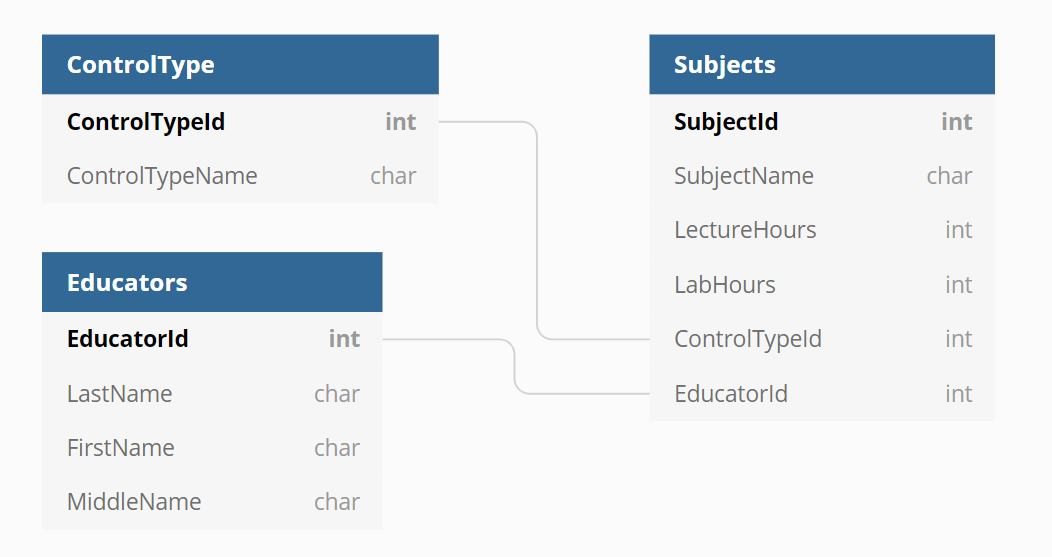 ControlType
ControlTypeId int
ControlTypeName char
Educators
EducatorId int
LastName char
FirstName char
MiddleName char
Subjects
SubjectId int
SubjectName char
LectureHours int
LabHours int
ControlTypeId int
EducatorId int